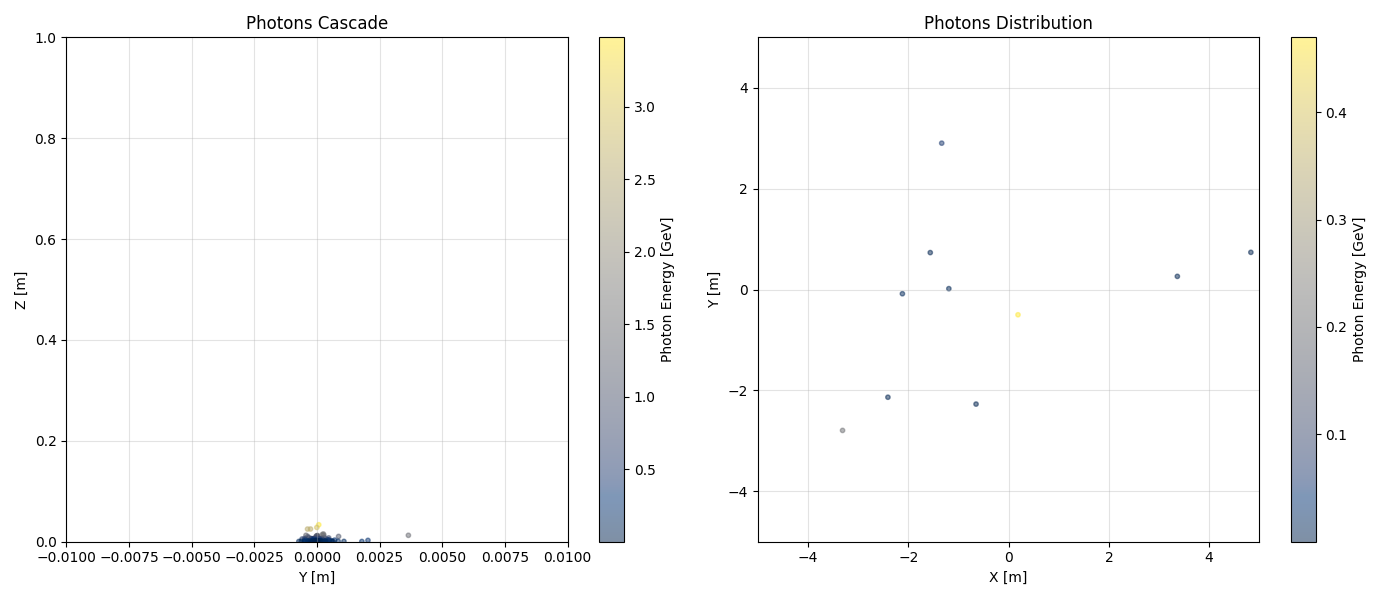 Photons Cascade
1.0
0.8
0.6
0.4
0.2
0.0
Z [m]
−0.0100 −0.0075 −0.0050 −0.0025 0.0000 0.0025 0.0050 0.0075 0.0100
Y [m]
3.0
2.5
2.0
1.5
1.0
0.5
Photon Energy [GeV]
Photons Distribution
4
2
0
−2
−4
Y [m]
−4 −2 0 2 4
X [m]
0.4
0.3
0.2
0.1
Photon Energy [GeV]